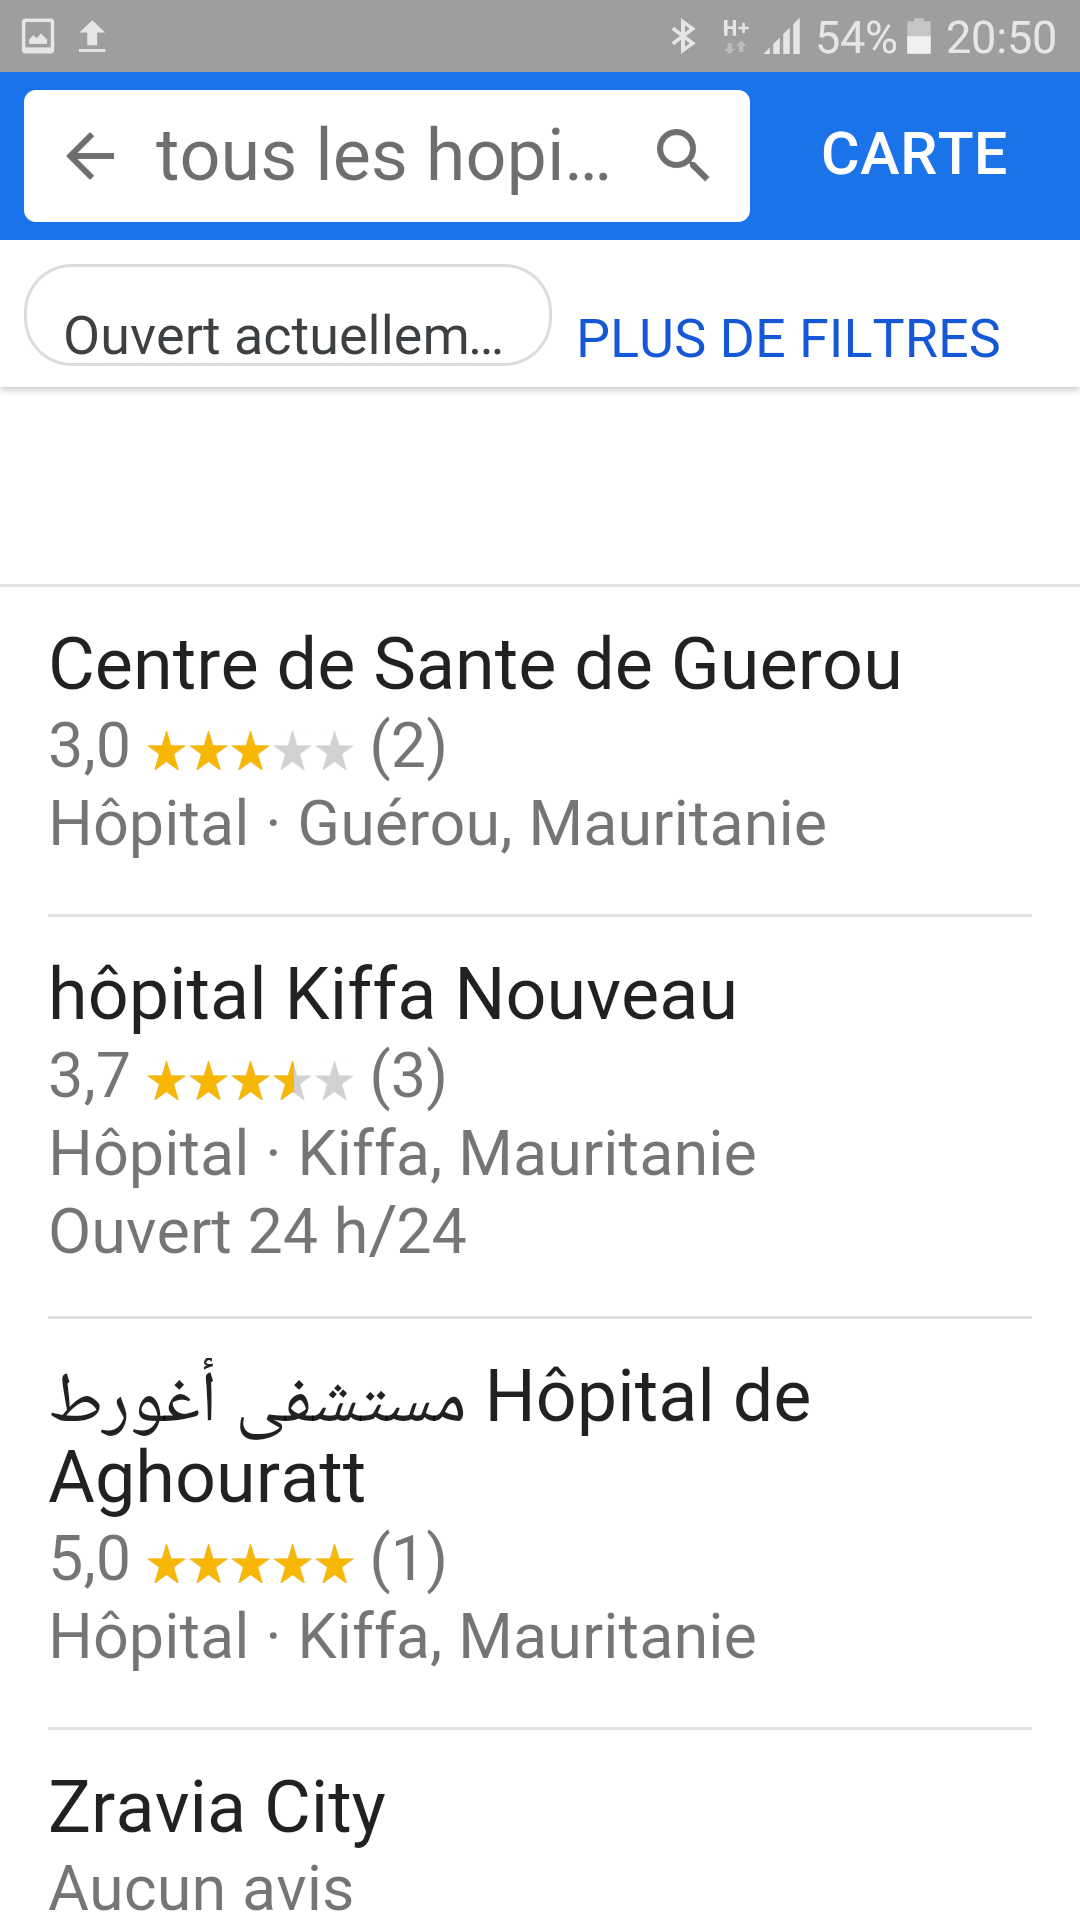 H+ 54% 20:50
tous les hopi... CARTE
Ouvert actuellem... PLUS DE FILTRES
Centre de Sante de Guerou
3,0 (2)
Hôpital · Guérou, Mauritanie
hôpital Kiffa Nouveau
3,7 (3)
Hôpital · Kiffa, Mauritanie
Ouvert 24 h/24
مستشفى أغورط Hôpital de
Aghouratt
5,0 (1)
Hôpital · Kiffa, Mauritanie
Zravia City
Aucun avis